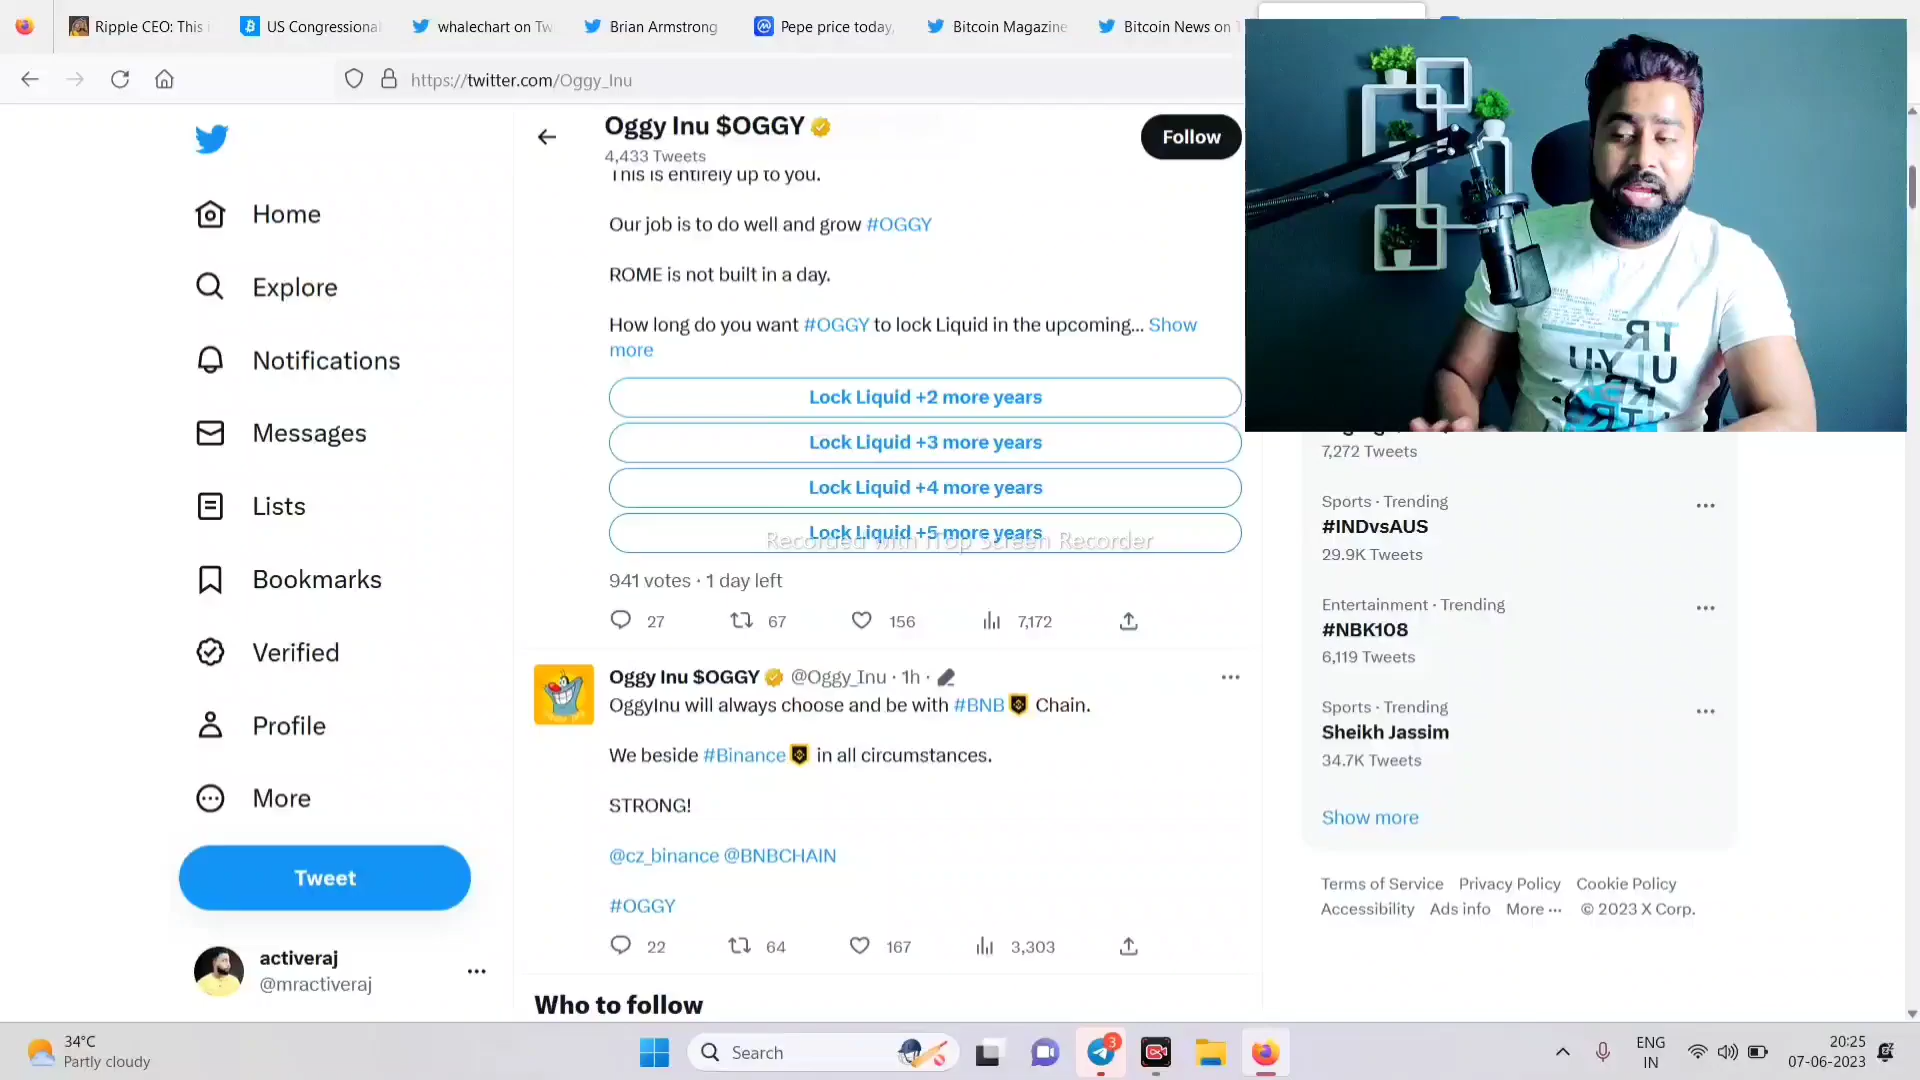 Ripple CEO: This i
US Congressional
whalechart on Tw
Brian Armstrong
Pepe price today,
Bitcoin Magazine
Bitcoin News on T
https://twitter.com/Oggy_Inu
Oggy Inu $OGGY
4,433 Tweets
Follow
This is entirely up to you.
Our job is to do well and grow #OGGY
ROME is not built in a day.
How long do you want #OGGY to lock Liquid in the upcoming... Show
more
Lock Liquid +2 more years
Lock Liquid +3 more years
Lock Liquid +4 more years
Lock Liquid +5 more years
Recorded with iTop Screen Recorder
941 votes · 1 day left
27 67 156 7,172
Oggy Inu $OGGY @Oggy_Inu · 1h ·
OggyInu will always choose and be with #BNB Chain.
We beside #Binance in all circumstances.
STRONG!
@cz_binance @BNBCHAIN
#OGGY
22 64 167 3,303
Who to follow
Home
Explore
Notifications
Messages
Lists
Bookmarks
Verified
Profile
More
Tweet
activeraj
@mractiveraj
7,272 Tweets
Sports · Trending
#INDvsAUS
29.9K Tweets
Entertainment · Trending
#NBK108
6,119 Tweets
Sports · Trending
Sheikh Jassim
34.7K Tweets
Show more
Terms of Service Privacy Policy Cookie Policy
Accessibility Ads info More ··· © 2023 X Corp.
34°C
Partly cloudy
Search
3
ENG
IN
20:25
07-06-2023